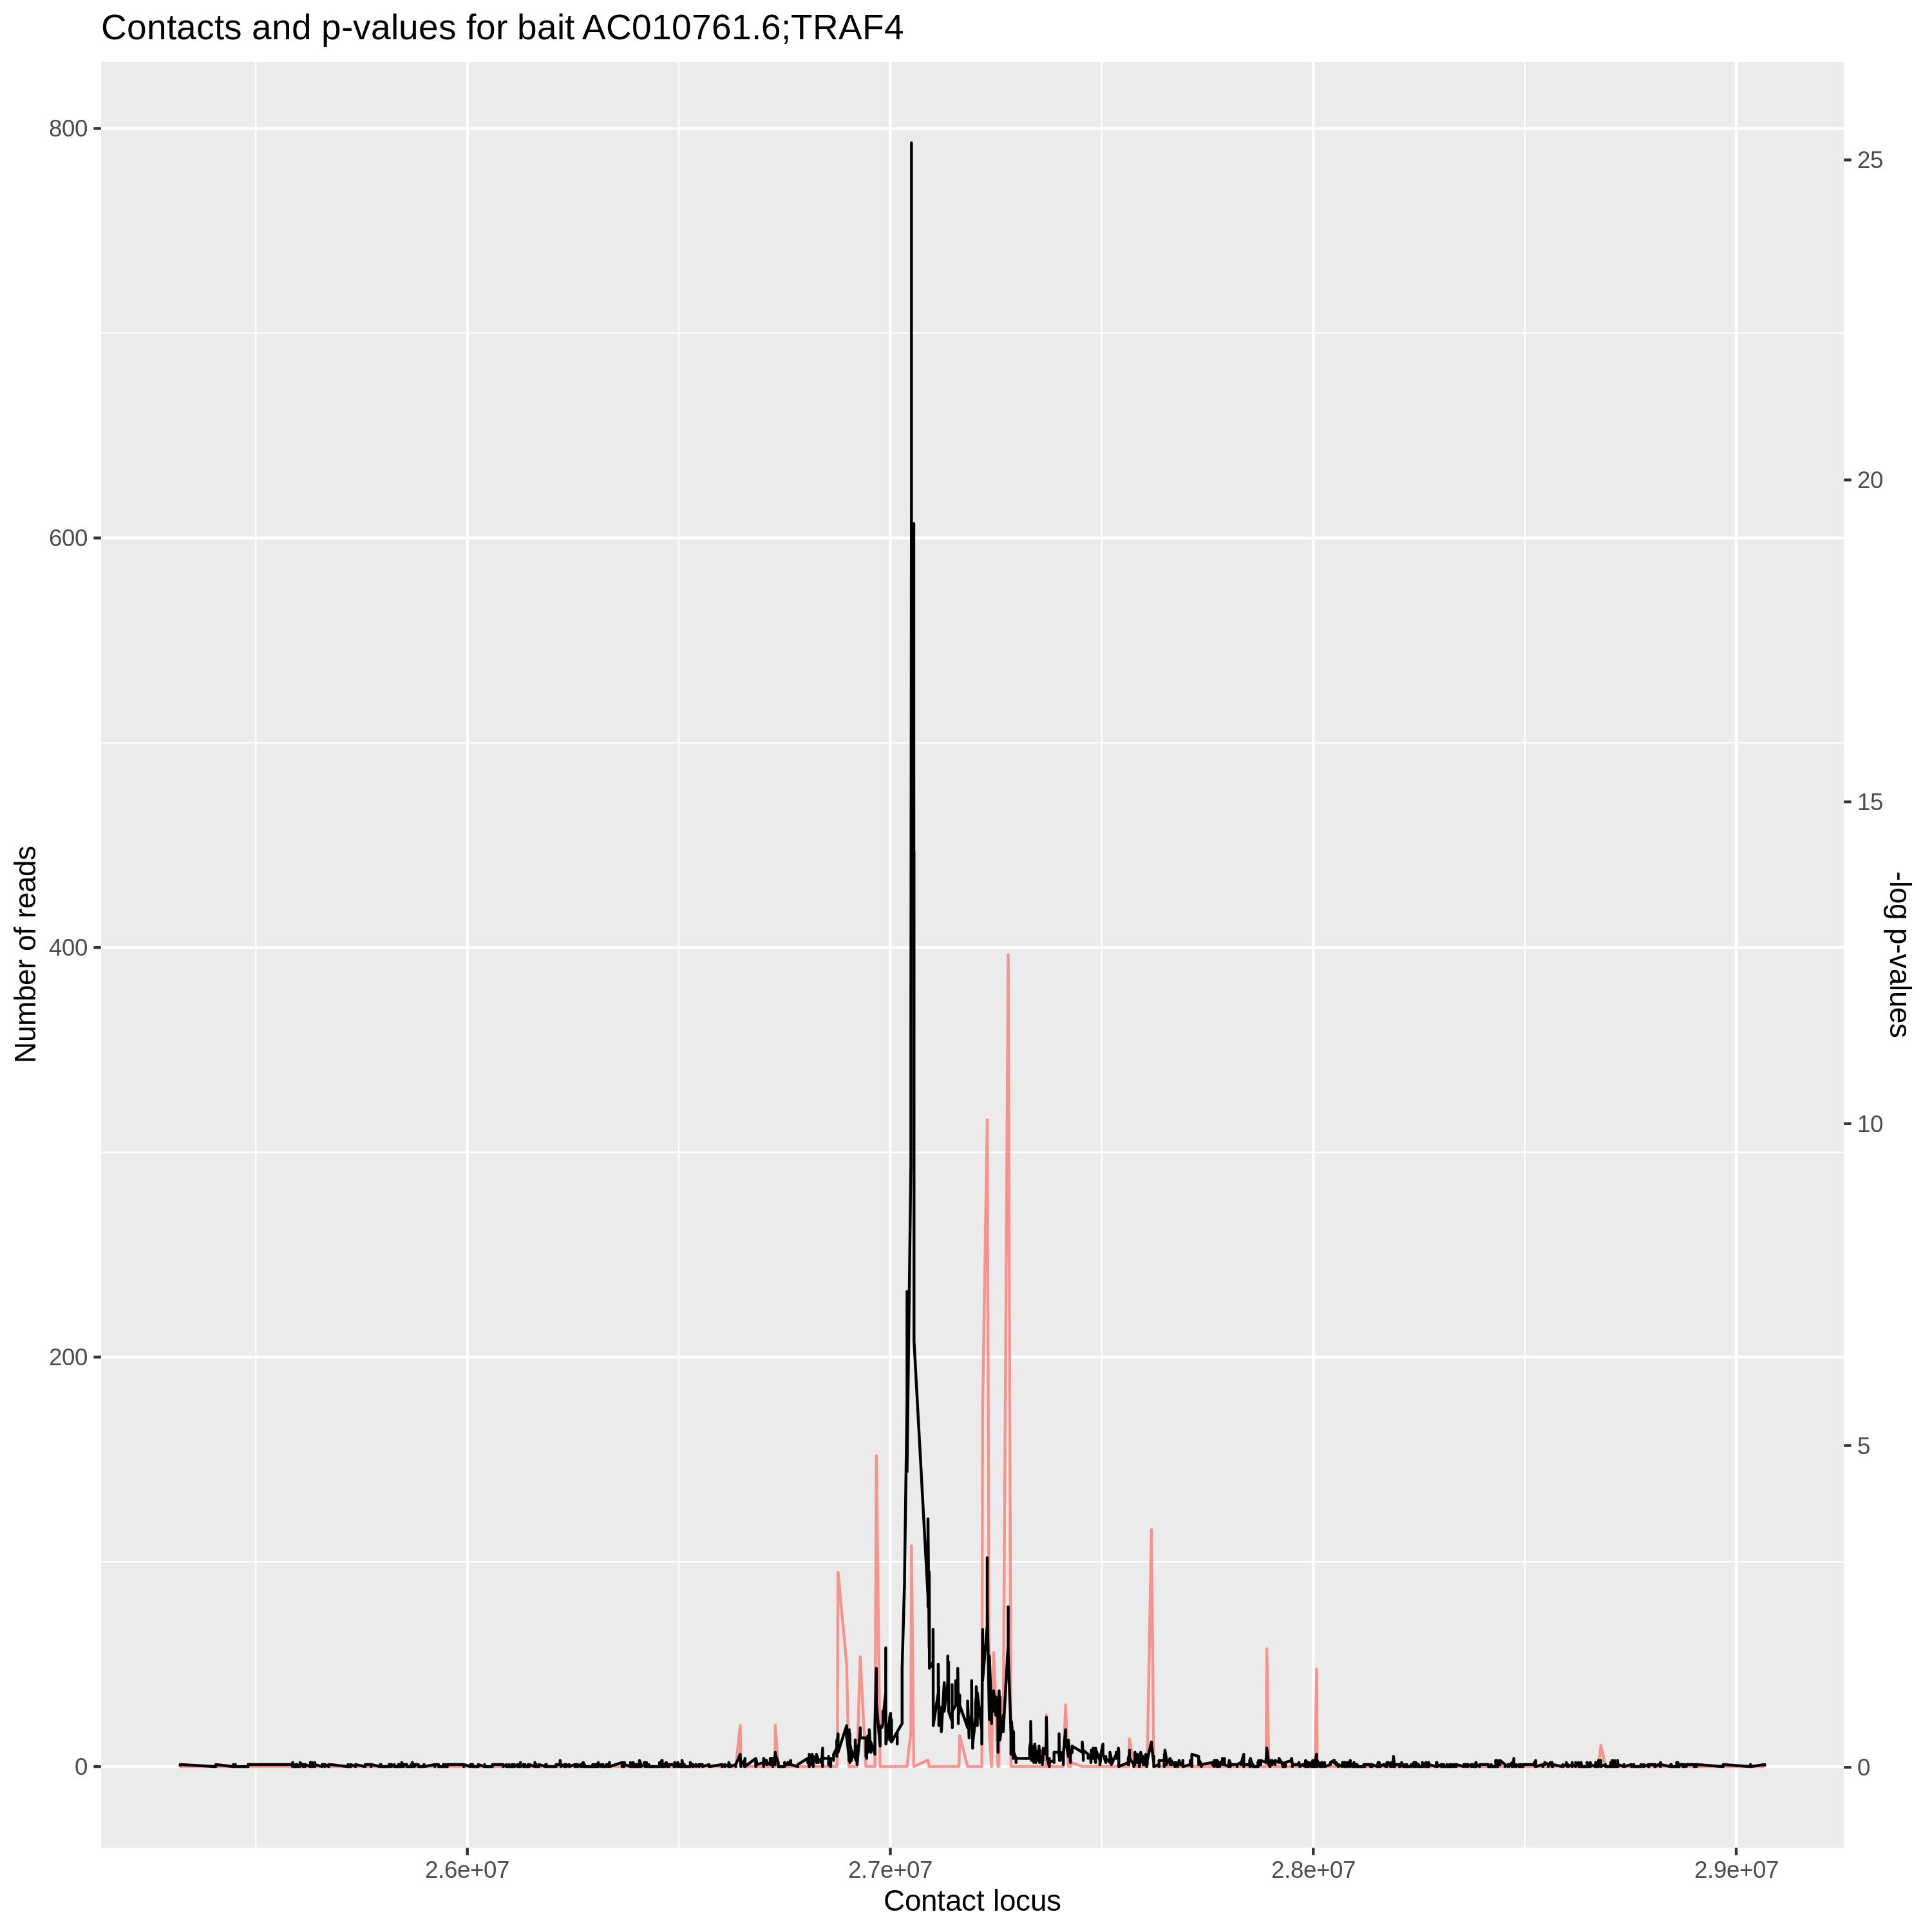 Contacts and p-values for bait AC010761.6;TRAF4
800
600
400
200
0
Number of reads
25
20
15
10
5
0
-log p-values
2.6e+07
2.7e+07
2.8e+07
2.9e+07
Contact locus